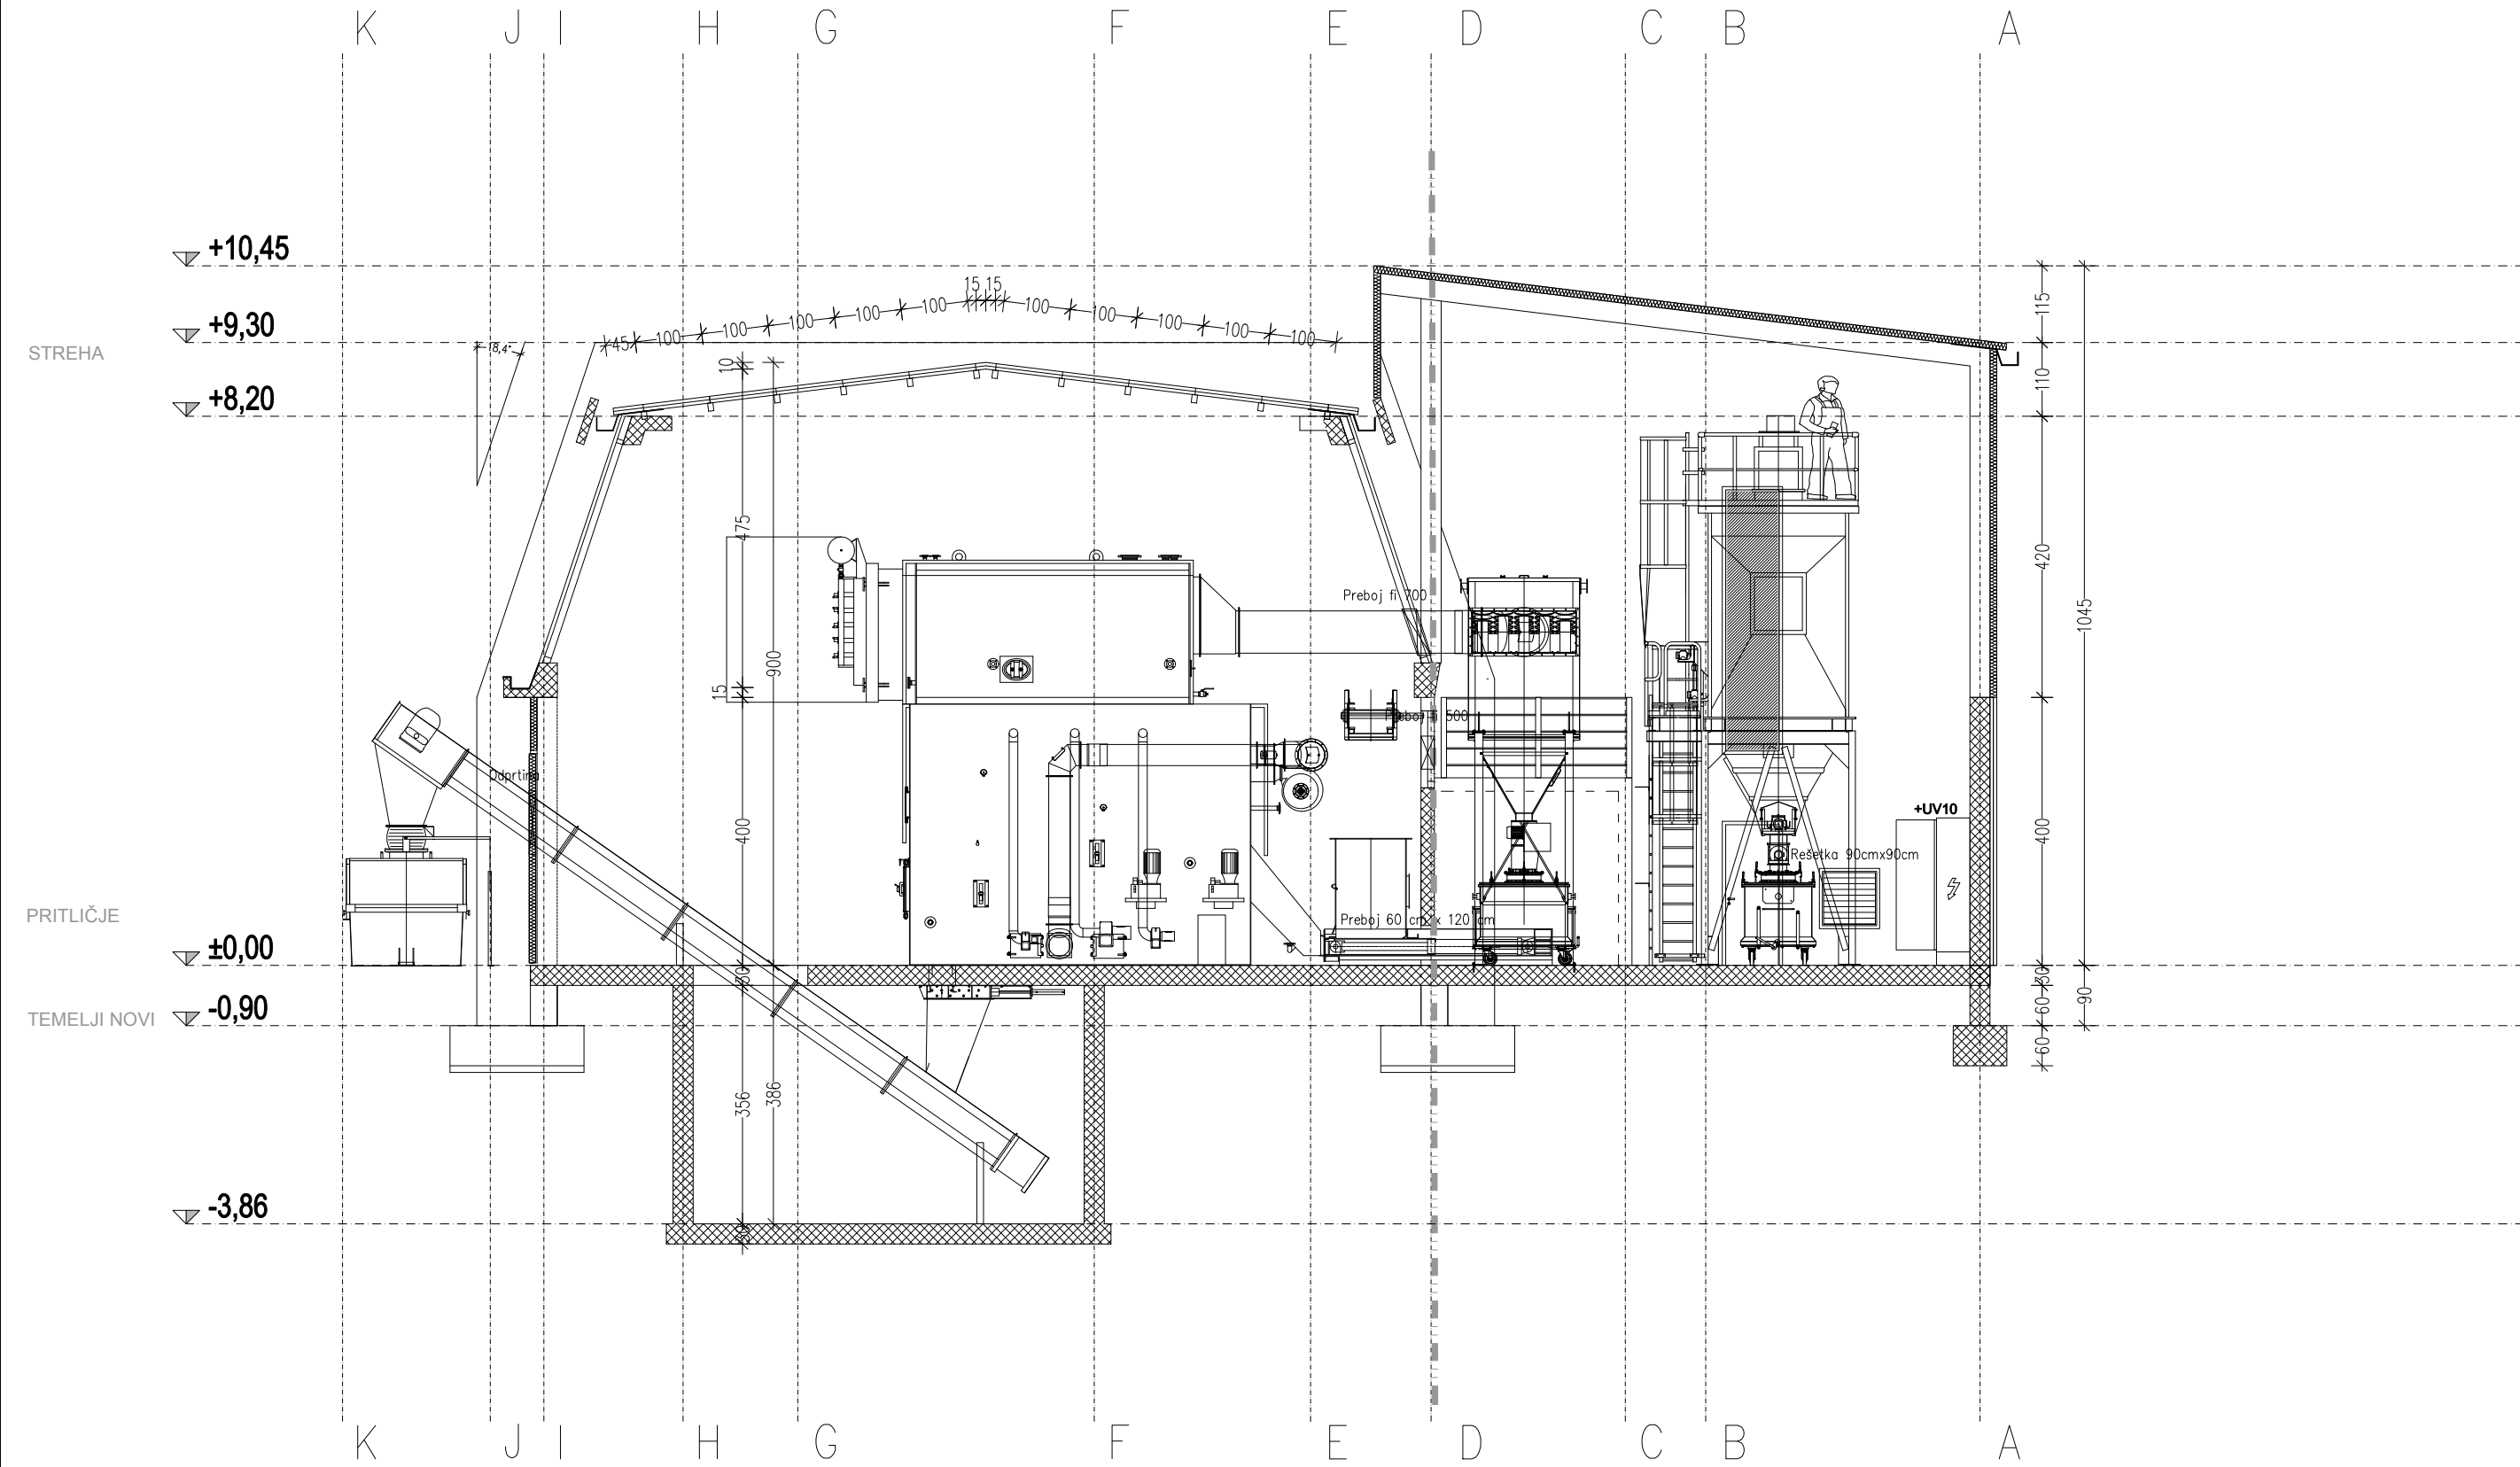 K J I H G F E D C B A
+10,45
+9,30
STREHA
+8,20
18,4°
45 100 100 100 100 100 15 15 100 100 100 100 100
10
475
900
15
400
30
356
386
30
115
110
420
1045
400
30
60
90
60
Preboj fi 700
Preboj fi 500
Odprtina
+UV10
Rešetka 90cmx90cm
Preboj 60 cm x 120 cm
PRITLIČJE
±0,00
-0,90
TEMELJI NOVI
-3,86
K J I H G F E D C B A